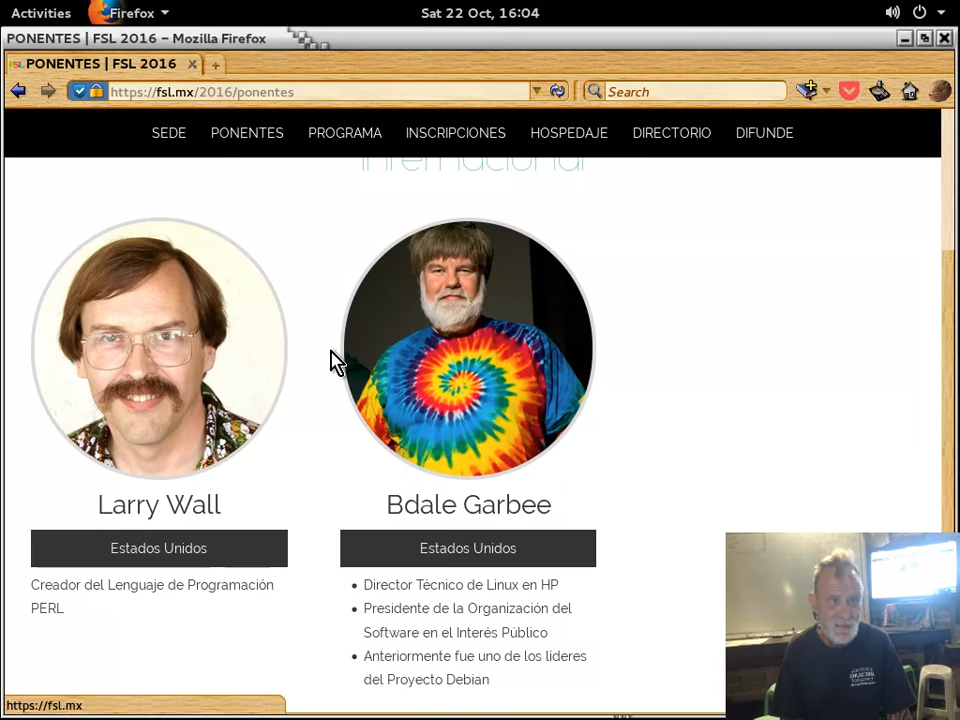 Activities Firefox Sat 22 Oct, 16:04
PONENTES | FSL 2016 – Mozilla Firefox
PONENTES | FSL 2016
https://fsl.mx/2016/ponentes Search
SEDE PONENTES PROGRAMA INSCRIPCIONES HOSPEDAJE DIRECTORIO DIFUNDE
internacional
Larry Wall
Estados Unidos
Creador del Lenguaje de Programación
PERL
Bdale Garbee
Estados Unidos
• Director Técnico de Linux en HP
• Presidente de la Organización del
Software en el Interés Público
• Anteriormente fue uno de los líderes
del Proyecto Debian
https://fsl.mx